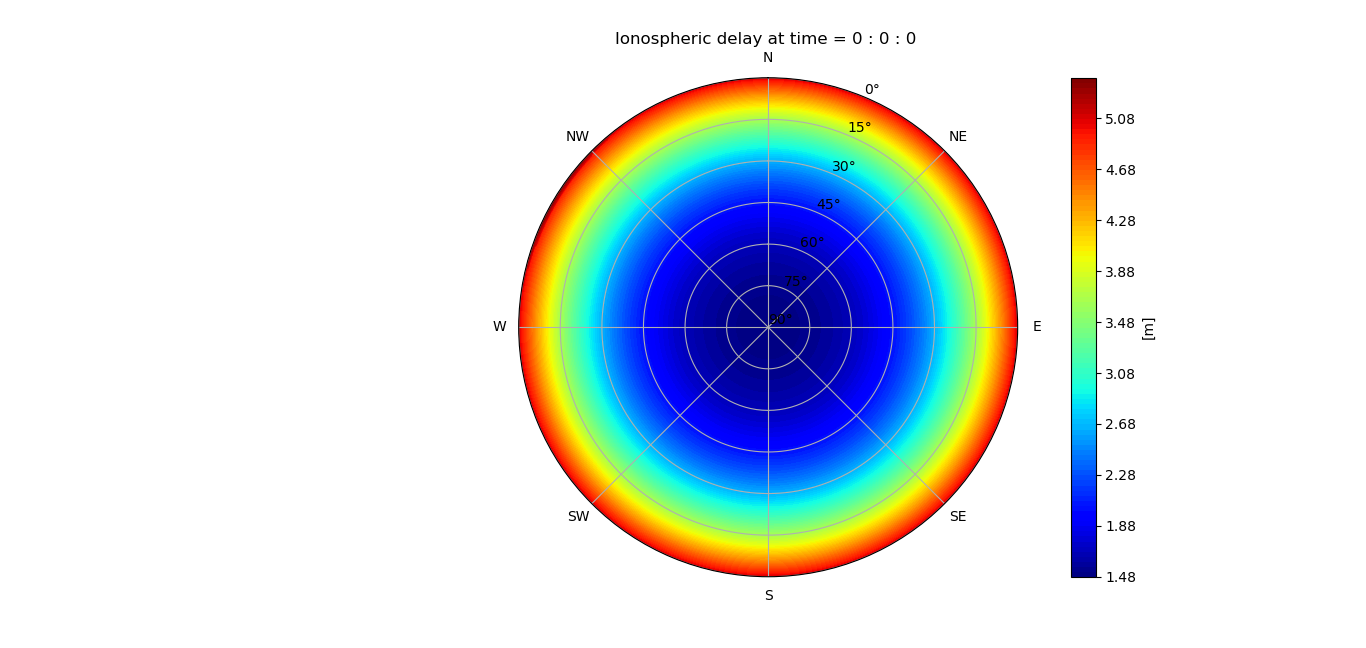 Ionospheric delay at time = 0 : 0 : 0
N
0°
15°
NW
NE
30°
45°
60°
75°
90°
W
E
SW
SE
S
5.08
4.68
4.28
3.88
3.48
3.08
2.68
2.28
1.88
1.48
[m]